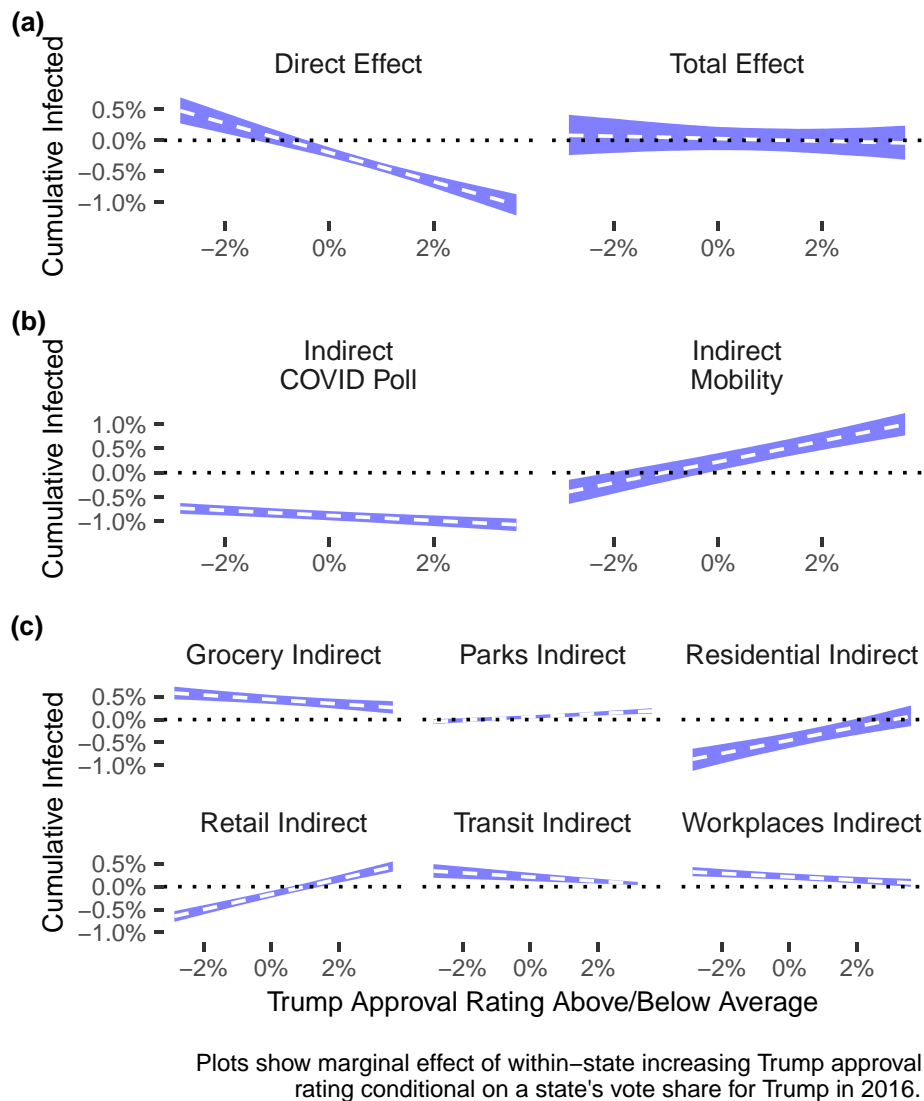 (a)
Direct Effect
Total Effect
Cumulative Infected
0.5%
0.0%
−0.5%
−1.0%
−2%
0%
2%
−2%
0%
2%
(b)
Indirect
COVID Poll
Indirect
Mobility
Cumulative Infected
1.0%
0.5%
0.0%
−0.5%
−1.0%
−2%
0%
2%
−2%
0%
2%
(c)
Grocery Indirect
Parks Indirect
Residential Indirect
Cumulative Infected
0.5%
0.0%
−0.5%
−1.0%
Retail Indirect
Transit Indirect
Workplaces Indirect
0.5%
0.0%
−0.5%
−1.0%
−2%
0%
2%
−2%
0%
2%
−2%
0%
2%
Trump Approval Rating Above/Below Average
Plots show marginal effect of within−state increasing Trump approval
rating conditional on a state's vote share for Trump in 2016.